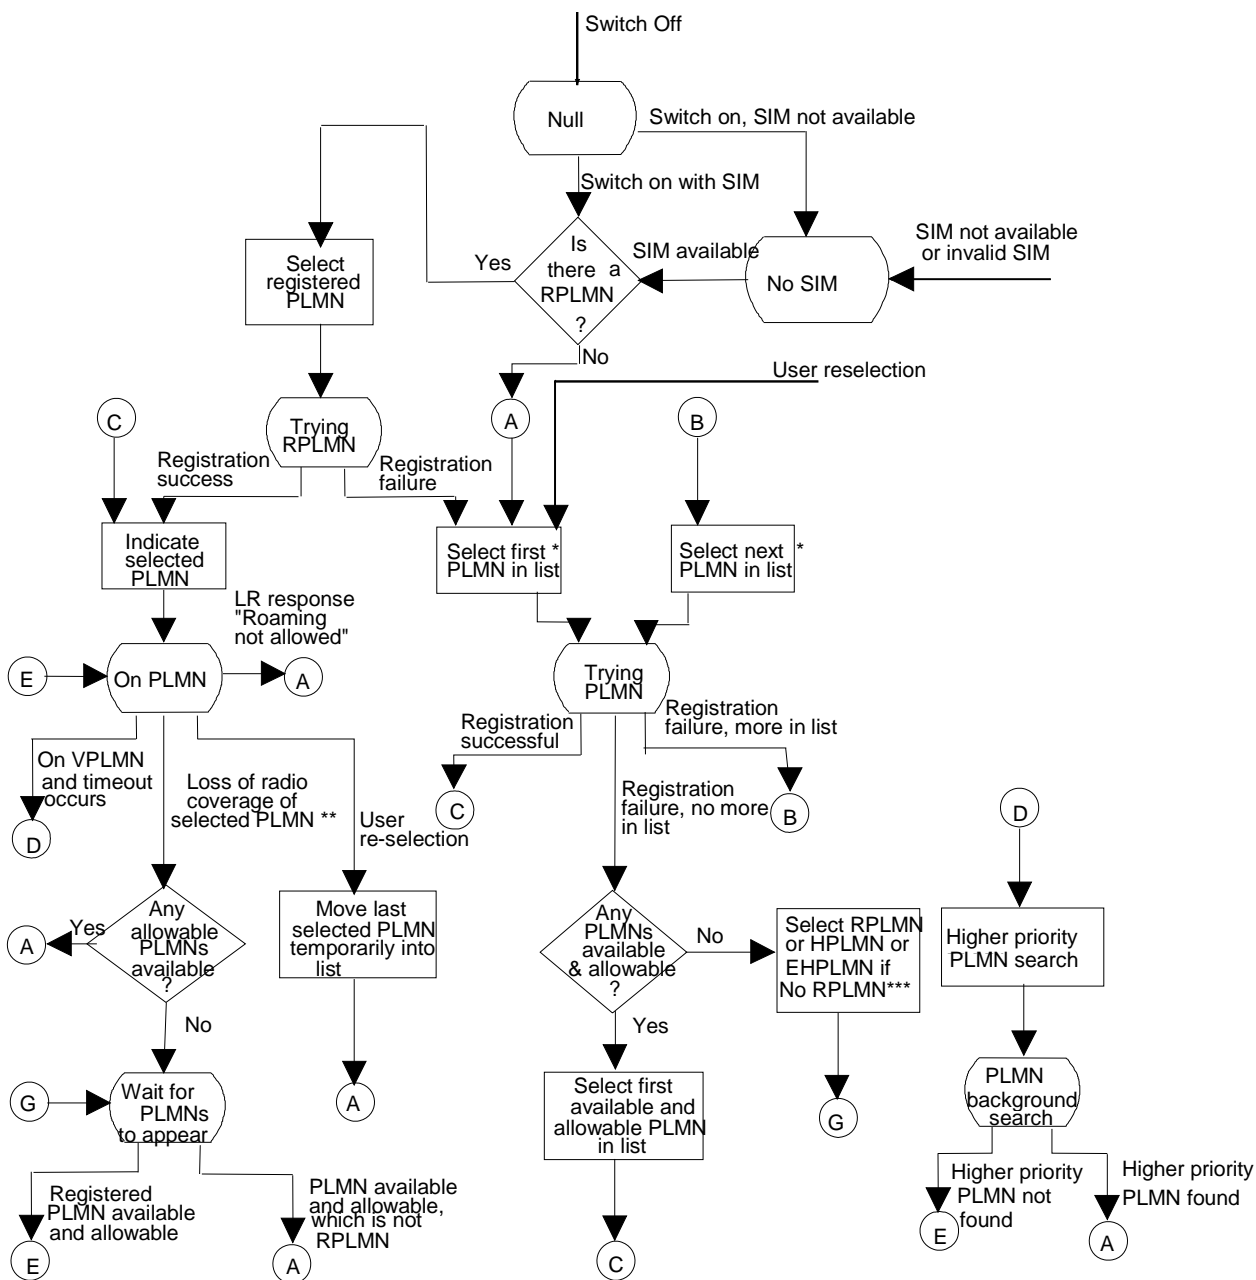 Switch Off
Null
Switch on, SIM not available
Switch on with SIM
Is
there a
RPLMN
?
Yes
SIM available
No SIM
SIM not available
or invalid SIM
Select
registered
PLMN
No
User reselection
C
Trying
RPLMN
A
B
Registration
success
Registration
failure
Indicate
selected
PLMN
Select first *
PLMN in list
Select next *
PLMN in list
LR response
"Roaming
not allowed"
E
On PLMN
A
Trying
PLMN
Registration
successful
Registration
failure, more in list
On VPLMN
and timeout
occurs
Loss of radio
coverage of
selected PLMN **
User
re-selection
Registration
failure, no more
in list
D
C
B
D
A
Yes
Any
allowable
PLMNs
available
?
Move last
selected PLMN
temporarily into
list
Any
PLMNs
available
& allowable
?
No
Select RPLMN
or HPLMN or
EHPLMN if
No RPLMN***
Higher priority
PLMN search
No
Yes
G
Wait for
PLMNs
to appear
A
Select first
available and
allowable PLMN
in list
G
PLMN
background
search
Registered
PLMN available
and allowable
PLMN available
and allowable,
which is not
RPLMN
Higher priority
PLMN not
found
Higher priority
PLMN found
E
A
C
E
A